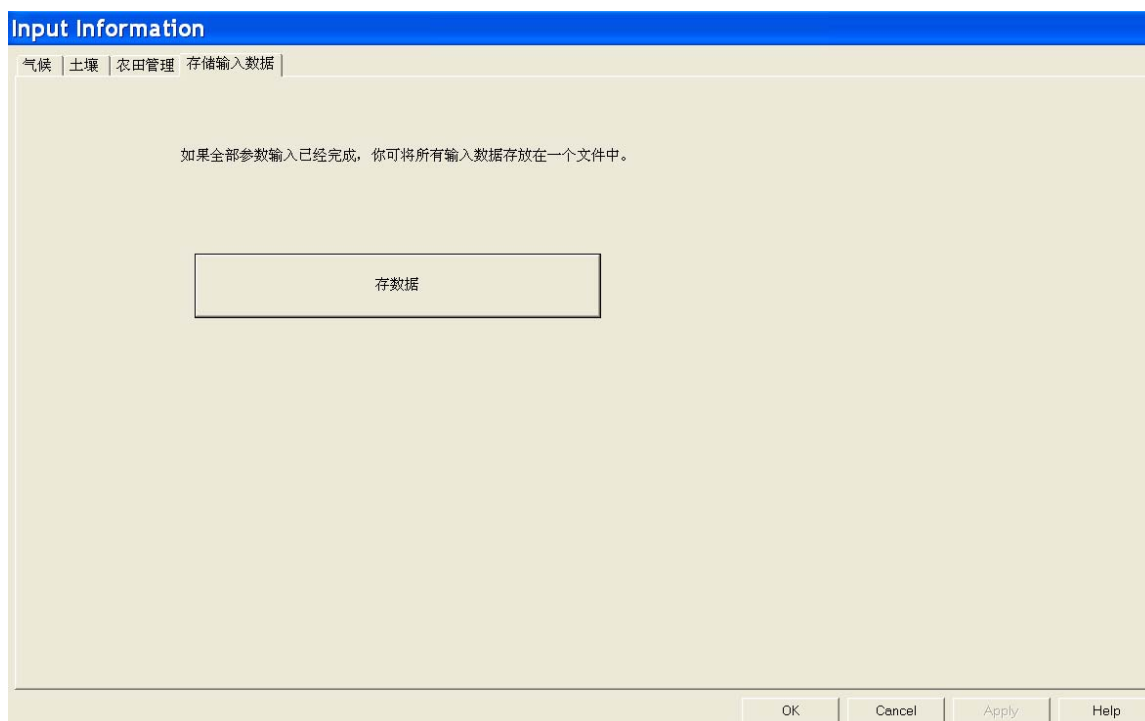 Input Information
气候 土壤 农田管理 存储输入数据
如果全部参数输入已经完成，你可将所有输入数据存放在一个文件中。
存数据
OK Cancel Apply Help